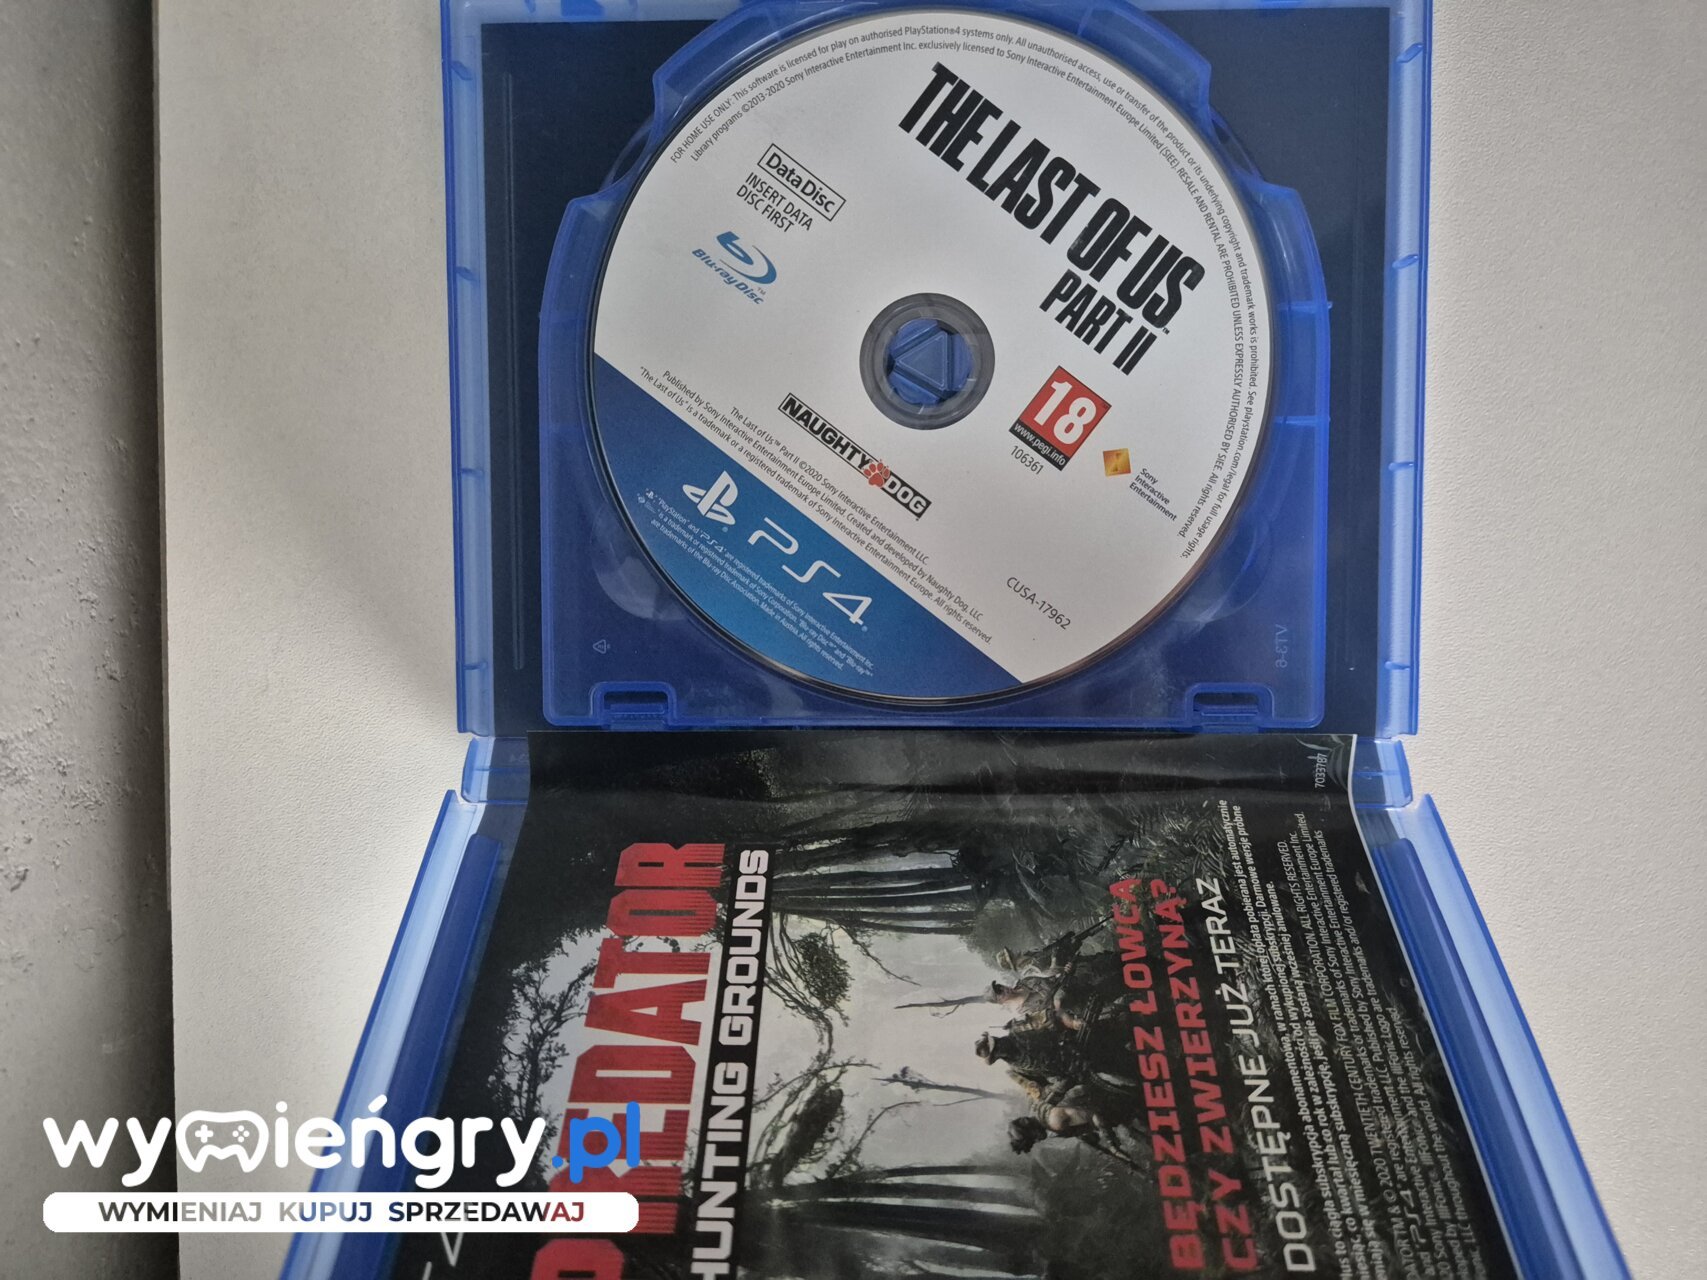 FOR HOME USE ONLY: This software is licensed for play on authorised PlayStation®4 systems only. All unauthorised access, use or transfer of the product or its underlying copyright and trademark works is prohibited. See playstation.com/legal for full usage rights.
Library programs ©2013-2020 Sony Interactive Entertainment Inc. exclusively licensed to Sony Interactive Entertainment Europe Limited (SIEE). RESALE AND RENTAL ARE PROHIBITED UNLESS EXPRESSLY AUTHORISED BY SIEE. All rights reserved.
Data Disc
INSERT DATA
DISC FIRST
Blu-ray Disc™
THE LAST OF US™
PART II
18
www.pegi.info
106361
Sony
Interactive
Entertainment
NAUGHTY DOG
CUSA-17962
The Last of Us™ Part II ©2020 Sony Interactive Entertainment LLC.
Published by Sony Interactive Entertainment Europe Limited. Created and developed by Naughty Dog, LLC
"The Last of Us" is a trademark or a registered trademark of Sony Interactive Entertainment Europe. All rights reserved.
PS4
VT3-6
7033787
PREDATOR
HUNTING GROUNDS
BĘDZIESZ ŁOWCĄ
CZY ZWIERZYNĄ?
DOSTĘPNE JUŻ TERAZ
wymieńgry.pl
WYMIENIAJ KUPUJ SPRZEDAWAJ